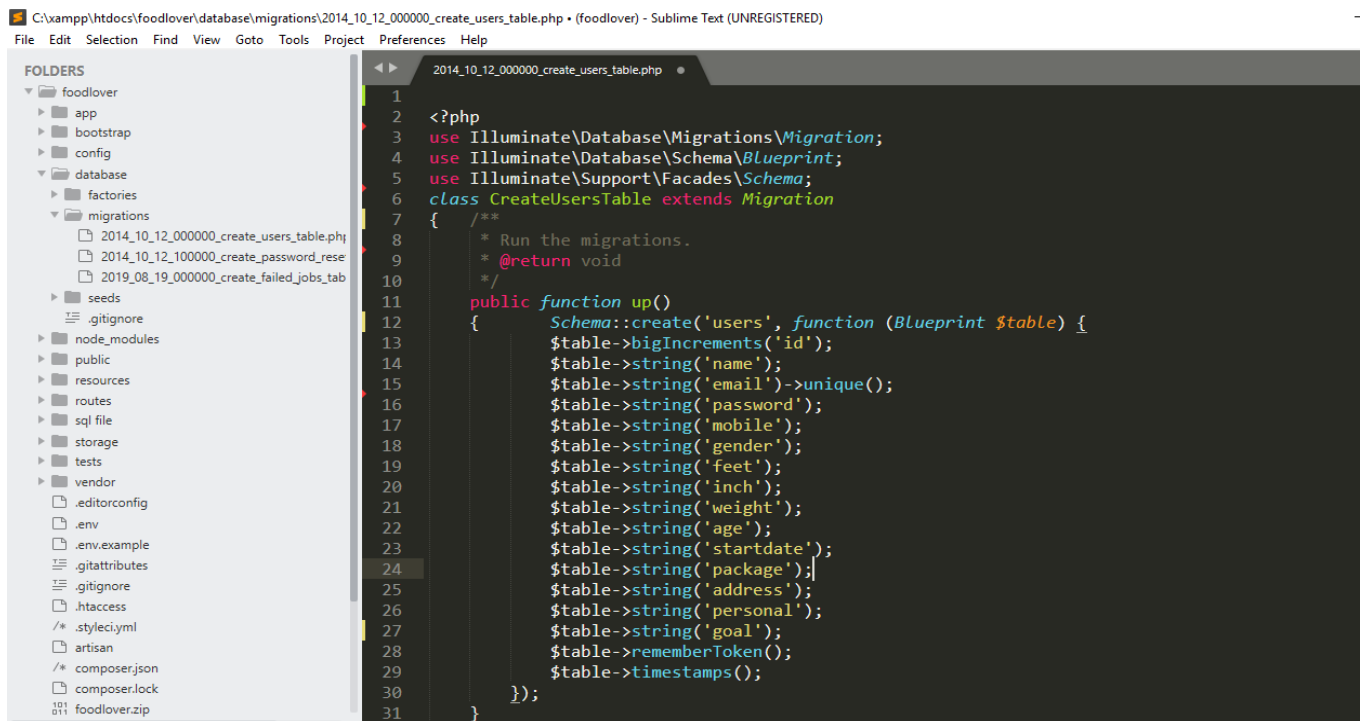 C:\xampp\htdocs\foodlover\database\migrations\2014_10_12_000000_create_users_table.php • (foodlover) - Sublime Text (UNREGISTERED)
File Edit Selection Find View Goto Tools Project Preferences Help
FOLDERS
foodlover
app
bootstrap
config
database
factories
migrations
2014_10_12_000000_create_users_table.php
2014_10_12_100000_create_password_rese
2019_08_19_000000_create_failed_jobs_tab
seeds
.gitignore
node_modules
public
resources
routes
sql file
storage
tests
vendor
.editorconfig
.env
.env.example
.gitattributes
.gitignore
.htaccess
/* .styleci.yml
artisan
/* composer.json
composer.lock
foodlover.zip
2014_10_12_000000_create_users_table.php
1
2 <?php
3 use Illuminate\Database\Migrations\Migration;
4 use Illuminate\Database\Schema\Blueprint;
5 use Illuminate\Support\Facades\Schema;
6 class CreateUsersTable extends Migration
7 { /**
8 * Run the migrations.
9 * @return void
10 */
11 public function up()
12 { Schema::create('users', function (Blueprint $table) {
13 $table->bigIncrements('id');
14 $table->string('name');
15 $table->string('email')->unique();
16 $table->string('password');
17 $table->string('mobile');
18 $table->string('gender');
19 $table->string('feet');
20 $table->string('inch');
21 $table->string('weight');
22 $table->string('age');
23 $table->string('startdate');
24 $table->string('package');
25 $table->string('address');
26 $table->string('personal');
27 $table->string('goal');
28 $table->rememberToken();
29 $table->timestamps();
30 });
31 }